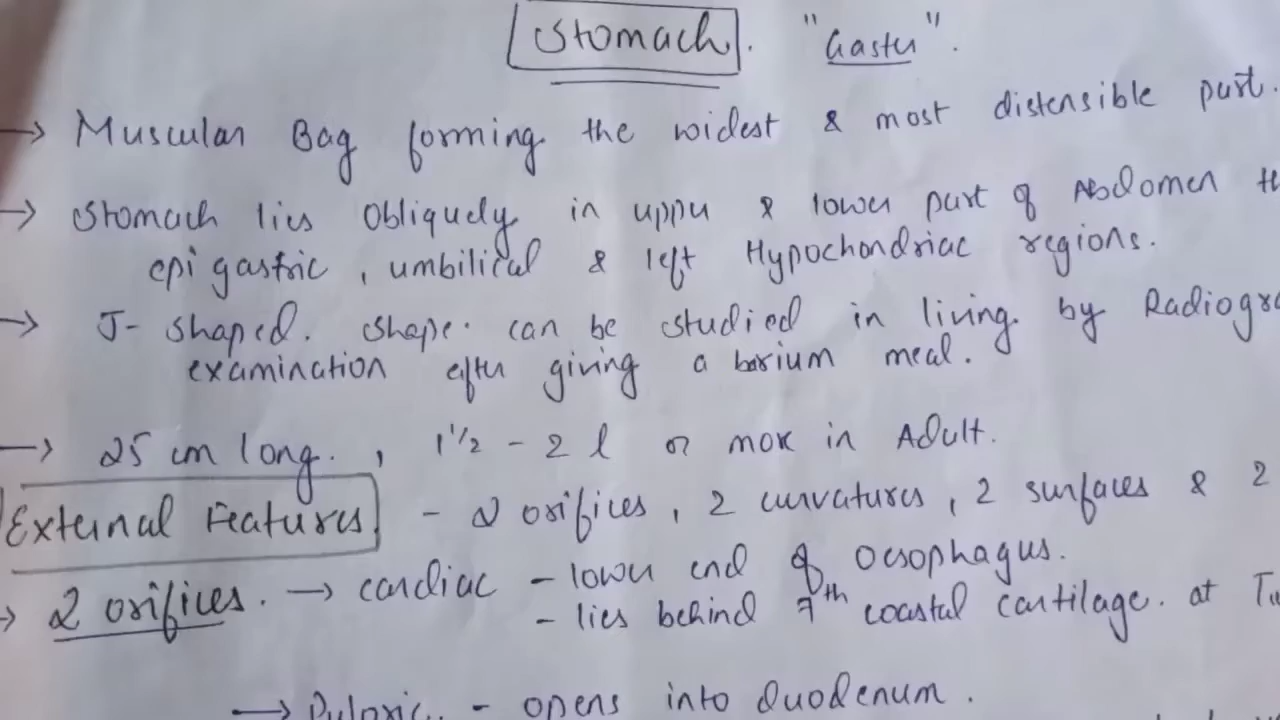 Stomach. "Gaster".
→ Muscular Bag forming the widest & most distensible part.
→ Stomach lies obliquely in upper & lower part of Abdomen
epigastric, umbilical & left Hypochondriac regions.
→ J-shaped. Shape can be studied in living by
examination after giving a barium meal.
→ 25 cm long. , 1 1/2 - 2 l or more in Adult.
External Features - 2 orifices, 2 curvatures, 2 surfaces & 2
→ 2 orifices. → cardiac - lower end of oesophagus.
- lies behind 7th coastal cartilage. at
→ Pyloric - opens into duodenum.